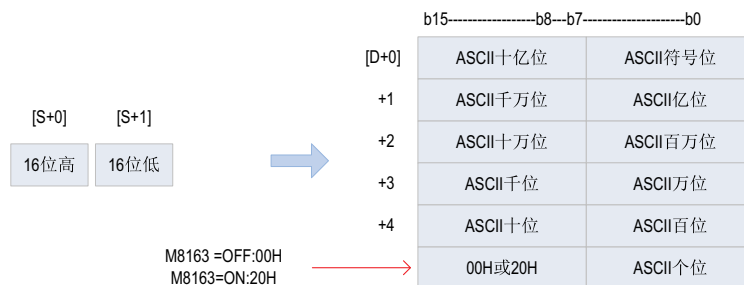 b15------------------b8---b7---------------------b0
[D+0] ASCII十亿位 ASCII符号位
+1 ASCII千万位 ASCII亿位
[S+0] [S+1]
+2 ASCII十万位 ASCII百万位
16位高 16位低
+3 ASCII千位 ASCII万位
+4 ASCII十位 ASCII百位
M8163 =OFF:00H
M8163=ON:20H
00H或20H ASCII个位